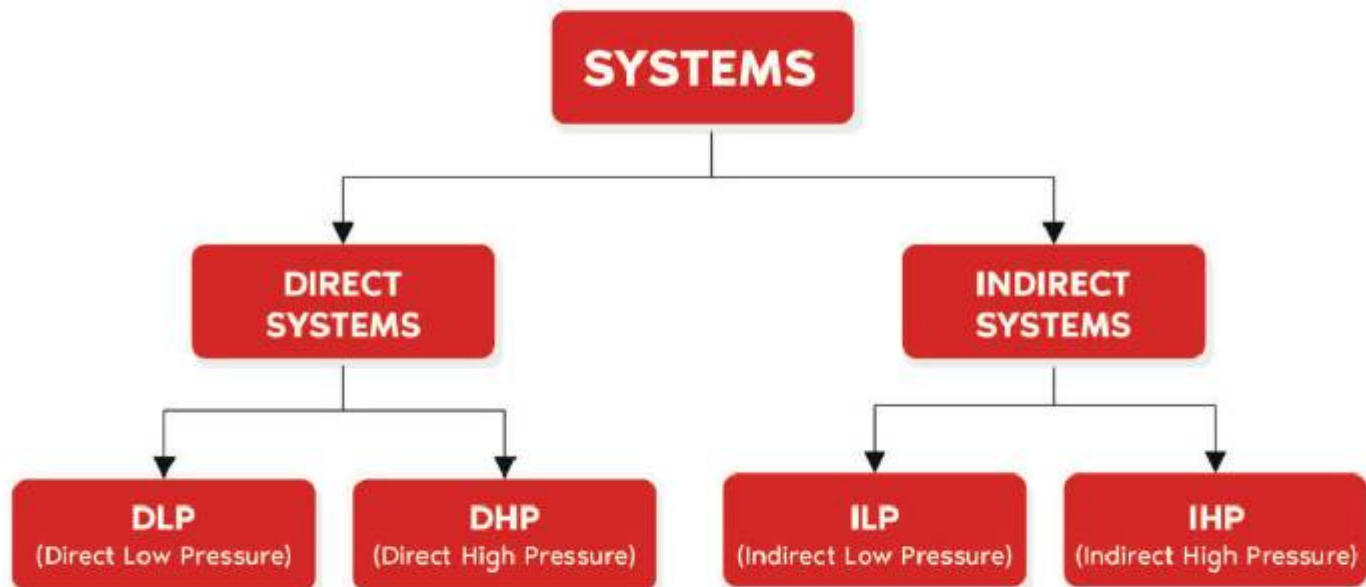 SYSTEMS
DIRECT
SYSTEMS
INDIRECT
SYSTEMS
DLP
(Direct Low Pressure)
DHP
(Direct High Pressure)
ILP
(Indirect Low Pressure)
IHP
(Indirect High Pressure)